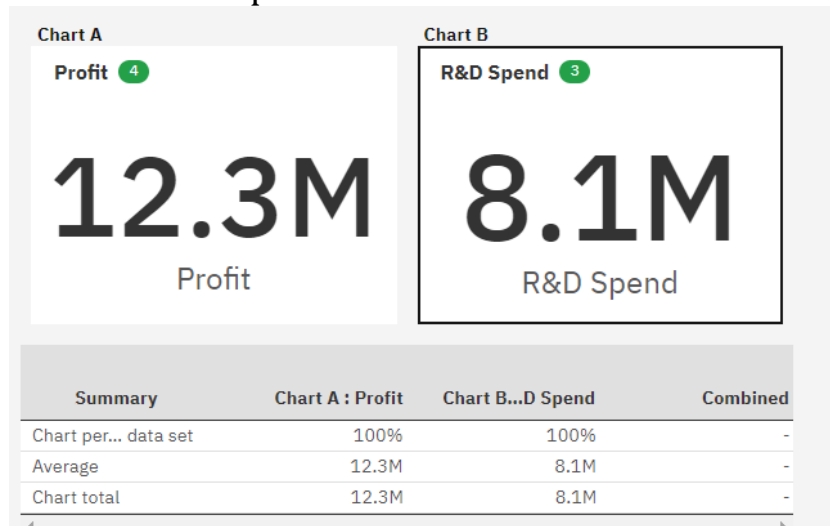 Chart A Chart B
Profit 4 R&D Spend 3
12.3M 8.1M
Profit R&D Spend
Summary Chart A : Profit Chart B...D Spend Combined
Chart per... data set 100% 100% -
Average 12.3M 8.1M -
Chart total 12.3M 8.1M -